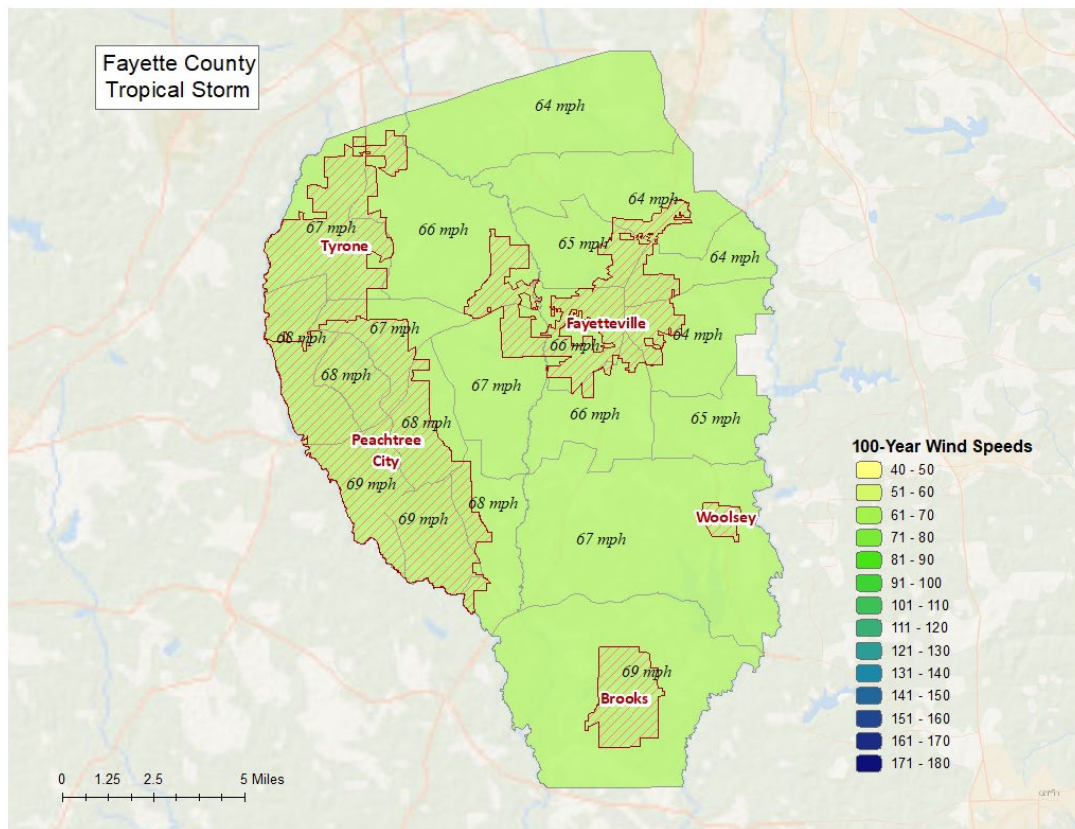 Fayette County
Tropical Storm
64 mph
64 mph
67 mph
66 mph
65 mph
Tyrone
64 mph
68 mph
67 mph
Fayetteville
66 mph
64 mph
68 mph
67 mph
66 mph
65 mph
68 mph
Peachtree
City
69 mph
69 mph
68 mph
Woolsey
67 mph
69 mph
Brooks
100-Year Wind Speeds
40 - 50
51 - 60
61 - 70
71 - 80
81 - 90
91 - 100
101 - 110
111 - 120
121 - 130
131 - 140
141 - 150
151 - 160
161 - 170
171 - 180
0 1.25 2.5 5 Miles